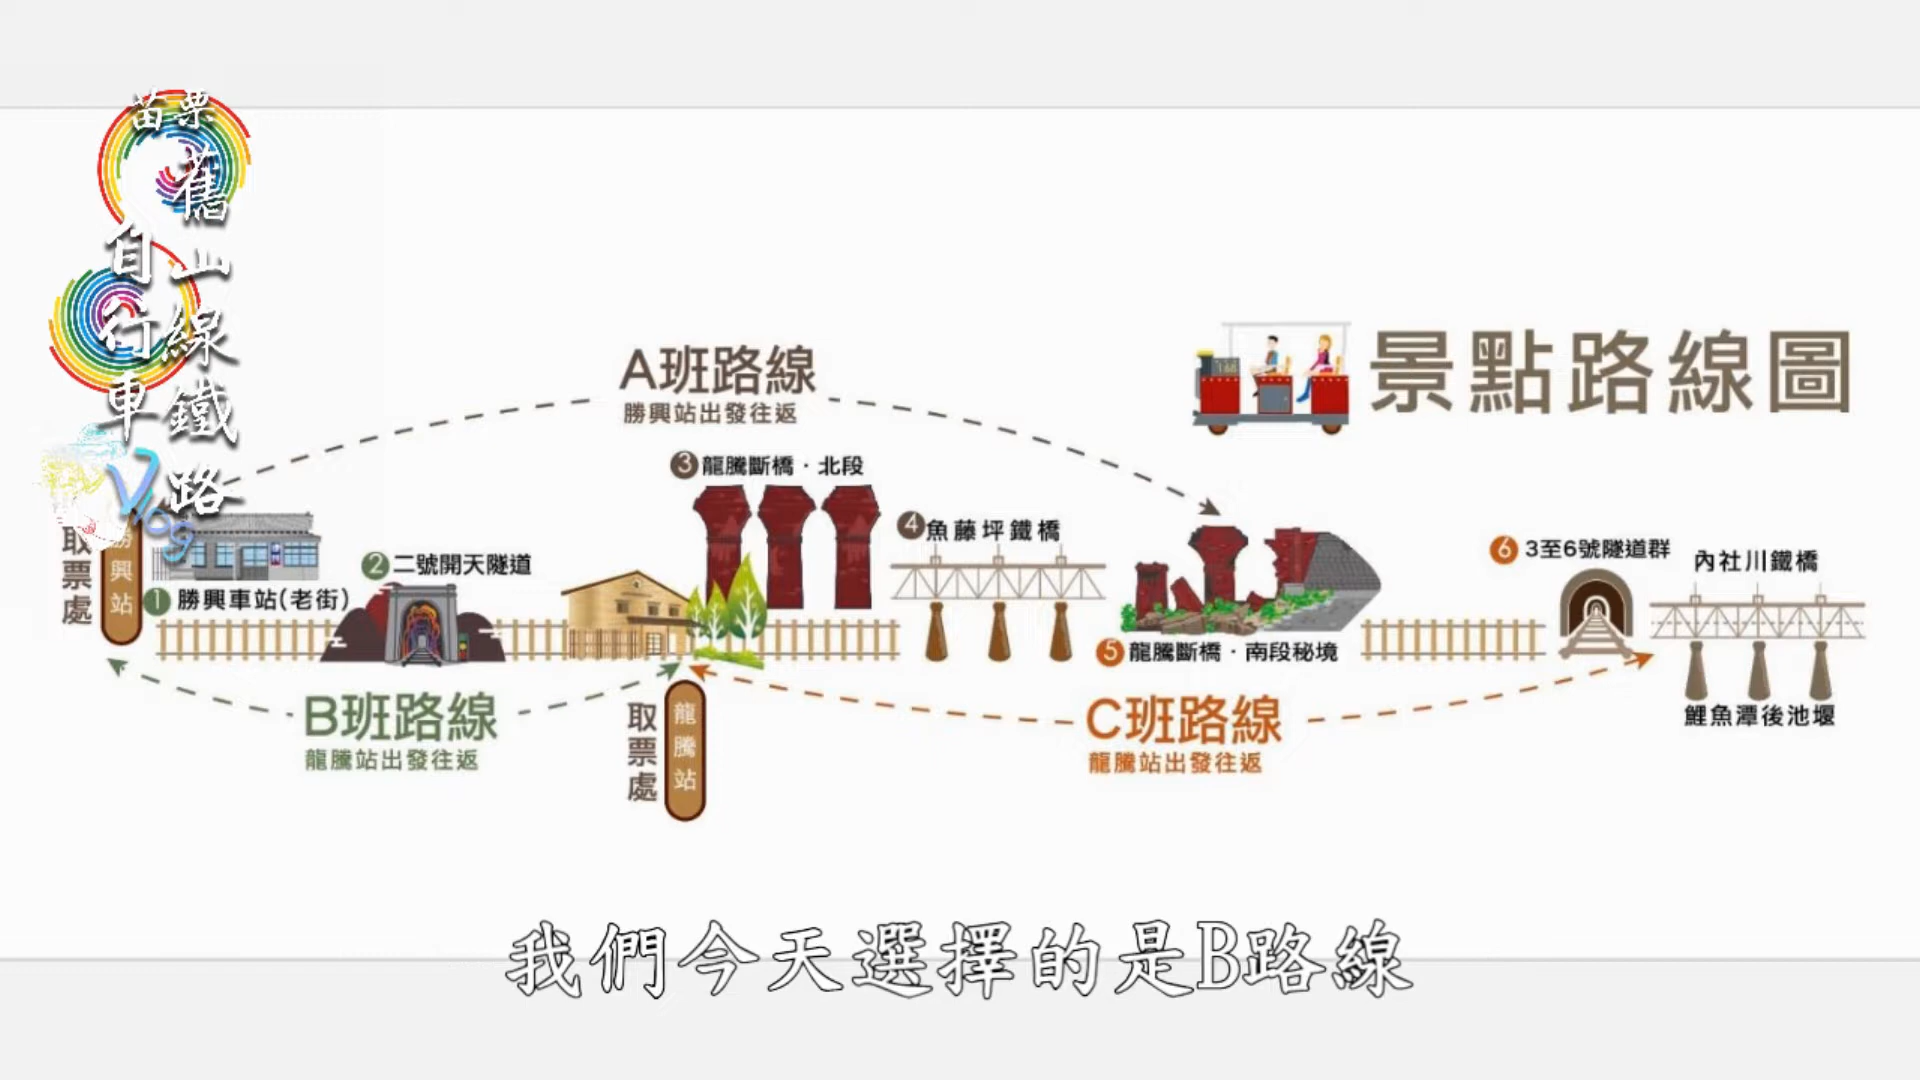 苗栗
舊山線鐵路
自行車
Vlog
景點路線圖
A班路線
勝興站出發往返
3 龍騰斷橋·北段
4 魚藤坪鐵橋
2 二號開天隧道
6 3至6號隧道群
內社川鐵橋
取票處
勝興站
1 勝興車站(老街)
5 龍騰斷橋·南段秘境
B班路線
龍騰站出發往返
取票處
龍騰站
C班路線
龍騰站出發往返
鯉魚潭後池堰
我們今天選擇的是B路線